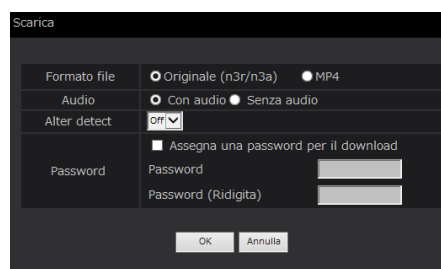 Scarica
Formato file Originale (n3r/n3a) MP4
Audio Con audio Senza audio
Alter detect Off
Assegna una password per il download
Password Password
Password (Ridigita)
OK Annulla